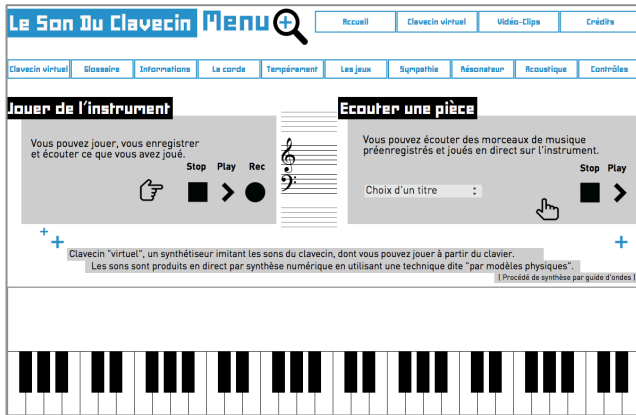 Le Son Du Clavecin Menu
Accueil Clavecin virtuel Vidéo-Clips Crédits
Clavecin virtuel Glossaire Informations La corde Tempérament Les jeux Sympathie Résonateur Acoustique Contrôles
Jouer de l'instrument
Vous pouvez jouer, vous enregistrer
et écouter ce que vous avez joué.
Stop Play Rec
Ecouter une pièce
Vous pouvez écouter des morceaux de musique
préenregistrés et joués en direct sur l'instrument.
Stop Play
Choix d'un titre
Clavecin "virtuel", un synthétiseur imitant les sons du clavecin, dont vous pouvez jouer à partir du clavier.
Les sons sont produits en direct par synthèse numérique en utilisant une technique dite "par modèles physiques".
[ Procédé de synthèse par guide d'ondes ]